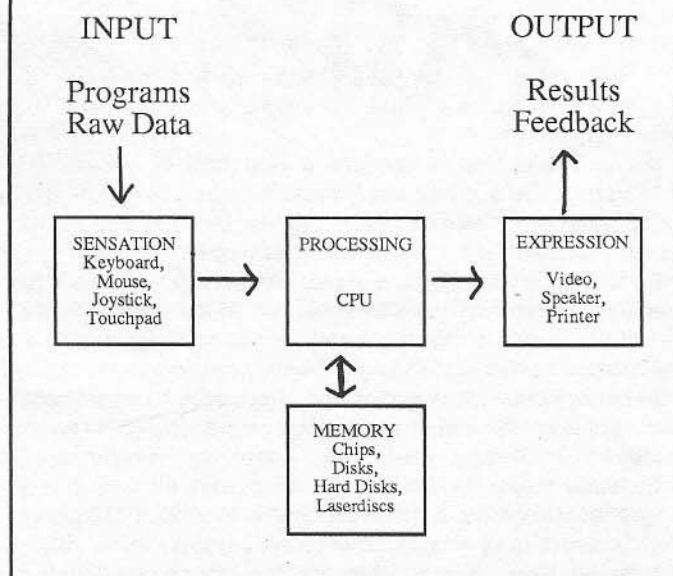 INPUT
OUTPUT
Programs
Raw Data
Results
Feedback
SENSATION
Keyboard,
Mouse,
Joystick,
Touchpad
PROCESSING
CPU
EXPRESSION
Video,
Speaker,
Printer
MEMORY
Chips,
Disks,
Hard Disks,
Laserdiscs